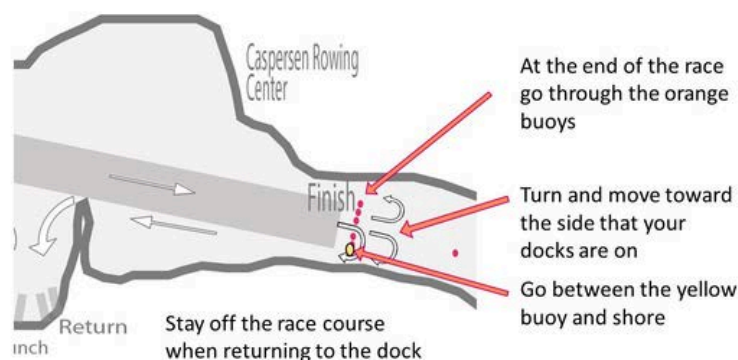 Caspersen Rowing
Center
At the end of the race
go through the orange
buoys
Finish
Turn and move toward
the side that your
docks are on
Go between the yellow
buoy and shore
Return
unch
Stay off the race course
when returning to the dock